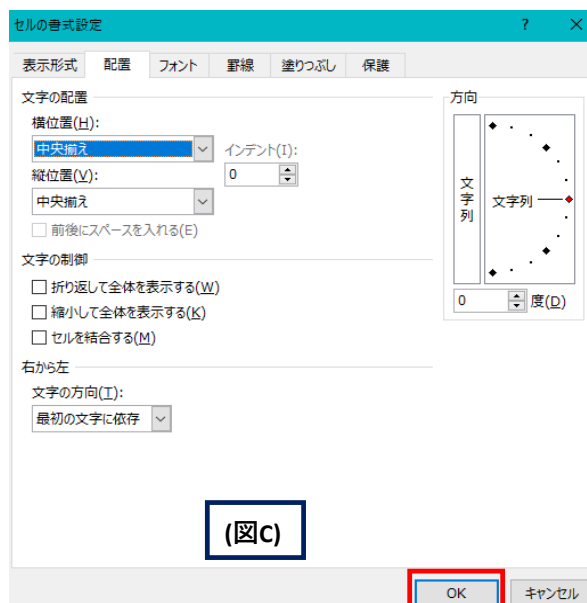 セルの書式設定 ? ×
表示形式 配置 フォント 罫線 塗りつぶし 保護
文字の配置
横位置(H):
中央揃え
インデント(I):
0
縦位置(V):
中央揃え
前後にスペースを入れる(E)
文字の制御
折り返して全体を表示する(W)
縮小して全体を表示する(K)
セルを結合する(M)
右から左
文字の方向(T):
最初の文字に依存
方向
文字列
文字列
0 度(D)
(図C)
OK キャンセル